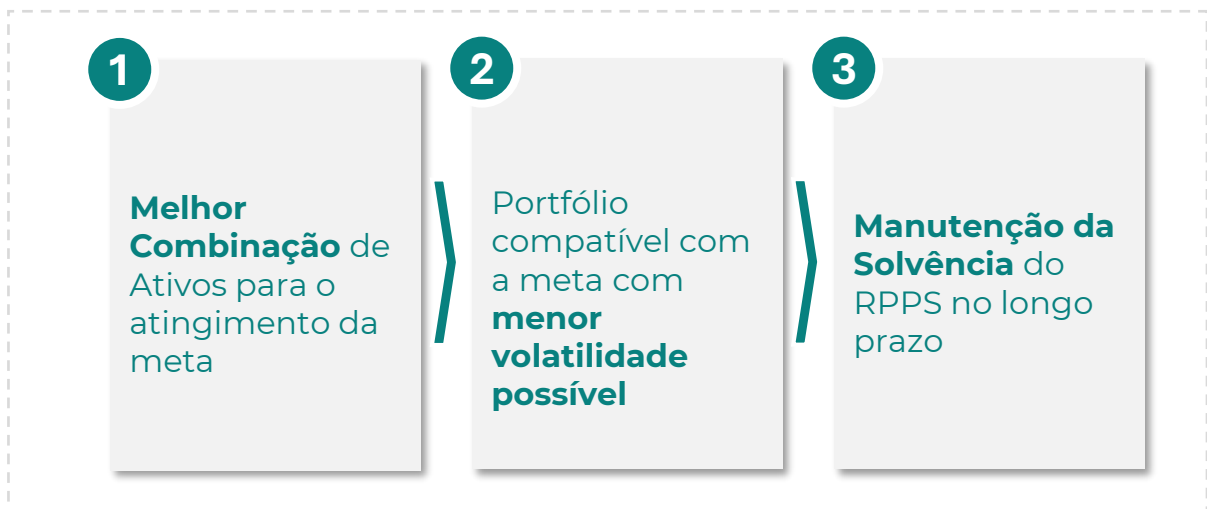 1
Melhor
Combinação de
Ativos para o
atingimento da
meta
2
Portfólio
compatível com
a meta com
menor
volatilidade
possível
3
Manutenção da
Solvência do
RPPS no longo
prazo